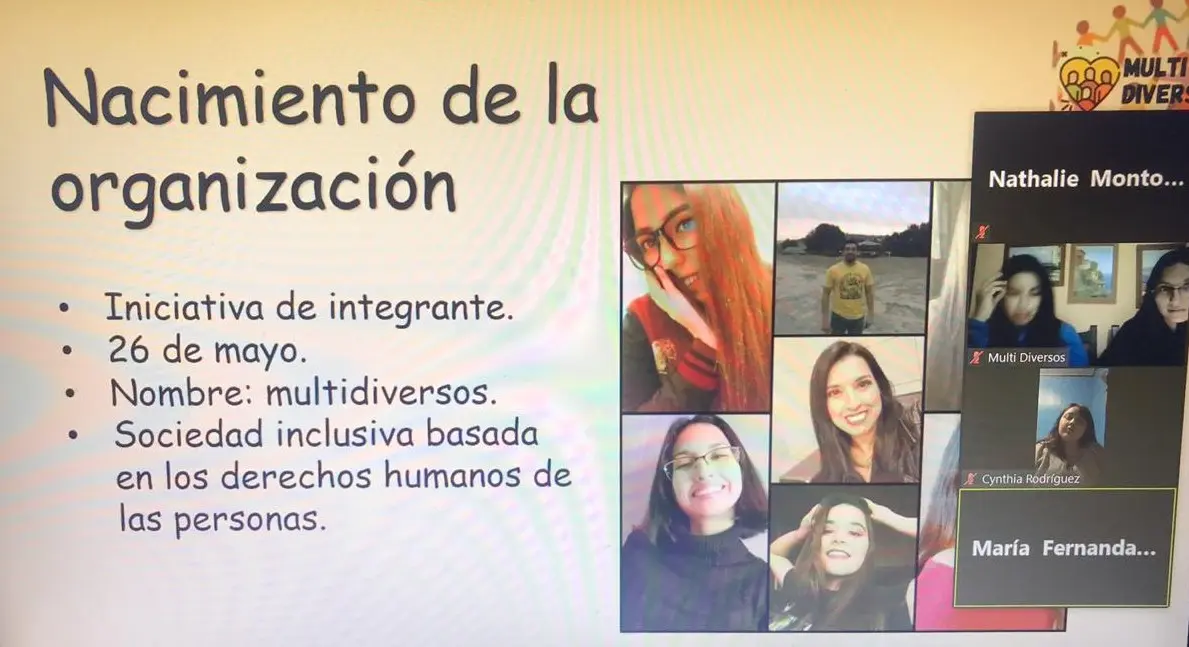 Nacimiento de la
organización
• Iniciativa de integrante.
• 26 de mayo.
• Nombre: multidiversos.
• Sociedad inclusiva basada
en los derechos humanos de
las personas.
MULTI
DIVERS
Nathalie Monto...
Multi Diversos
Cynthia Rodríguez
María Fernanda...